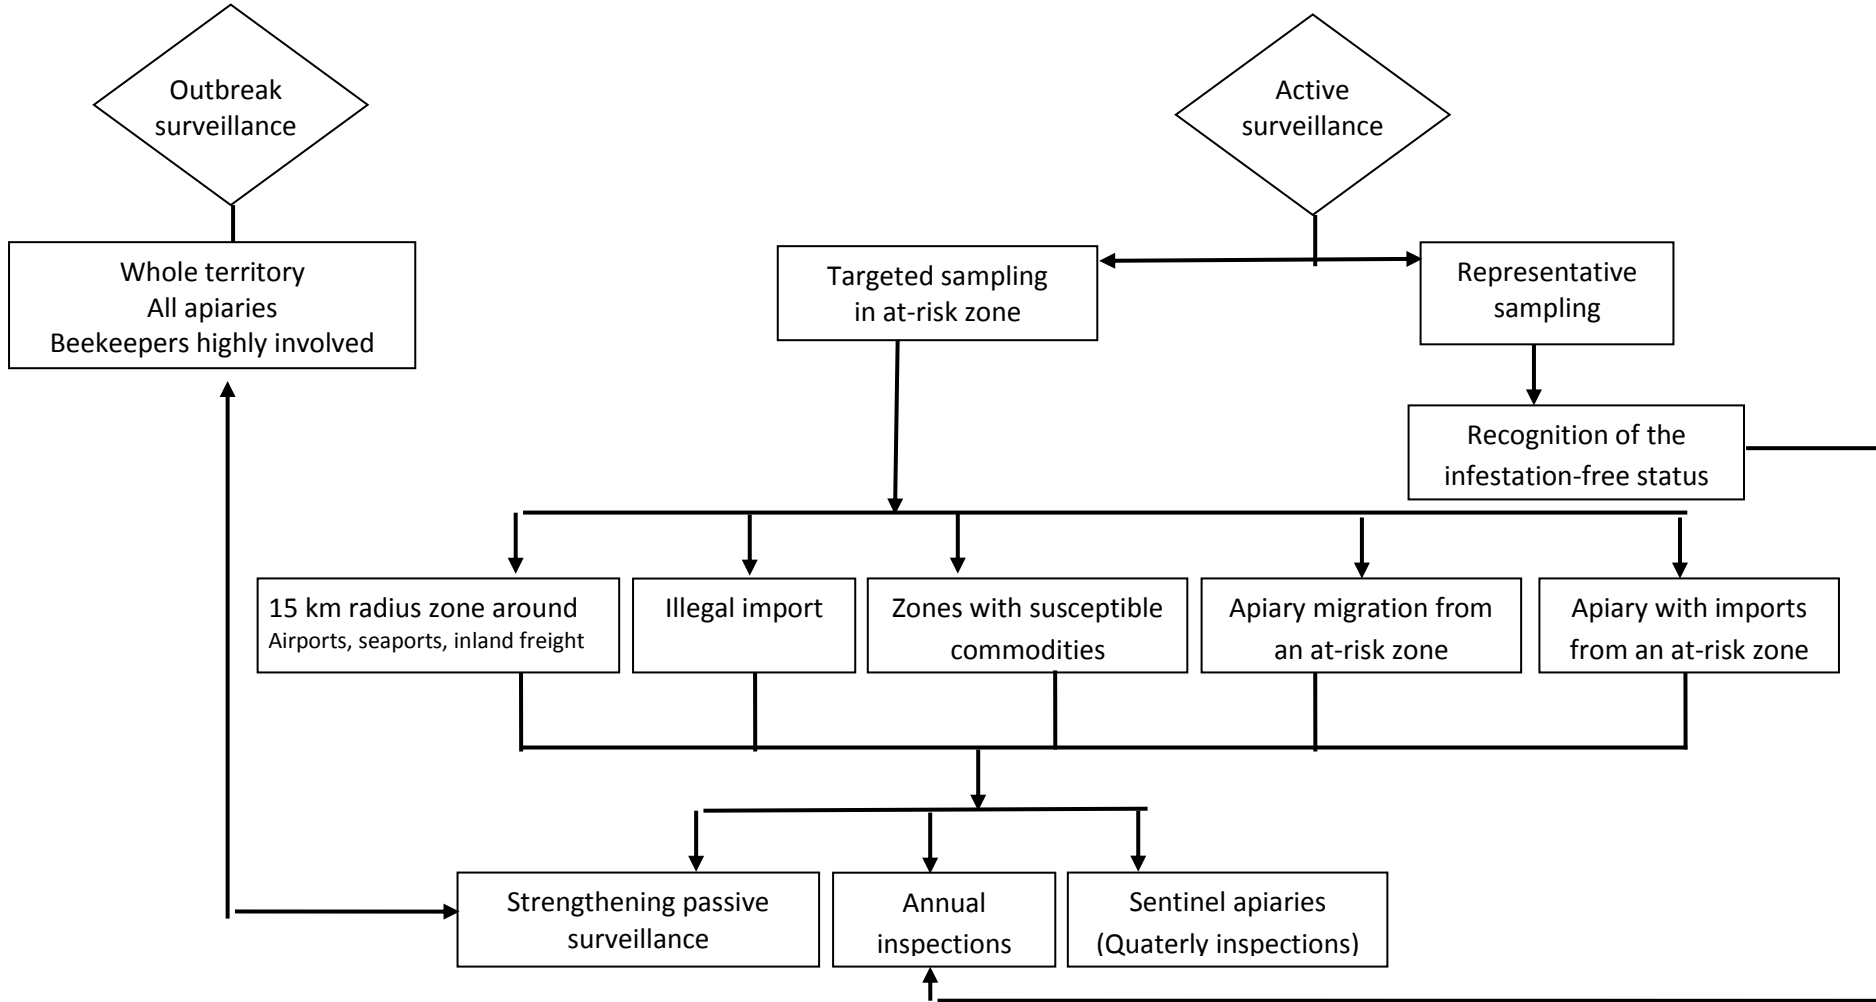 Outbreak
surveillance
Active
surveillance
Whole territory
All apiaries
Beekeepers highly involved
Targeted sampling
in at-risk zone
Representative
sampling
Recognition of the
infestation-free status
15 km radius zone around
Airports, seaports, inland freight
Illegal import
Zones with susceptible
commodities
Apiary migration from
an at-risk zone
Apiary with imports
from an at-risk zone
Strengthening passive
surveillance
Annual
inspections
Sentinel apiaries
(Quaterly inspections)